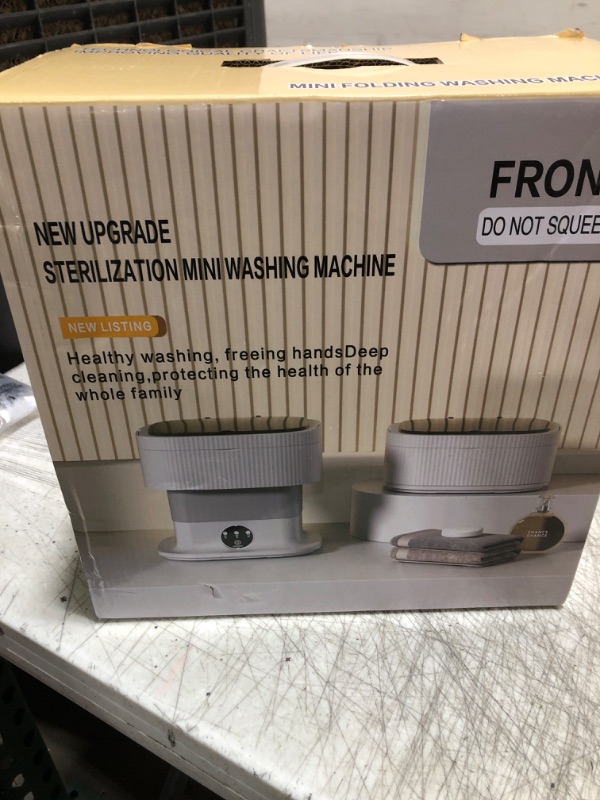 MINI FOLDING WASHING MACH
FRON
DO NOT SQUEE
NEW UPGRADE
STERILIZATION MINI WASHING MACHINE
NEW LISTING
Healthy washing, freeing handsDeep
cleaning,protecting the health of the
whole family